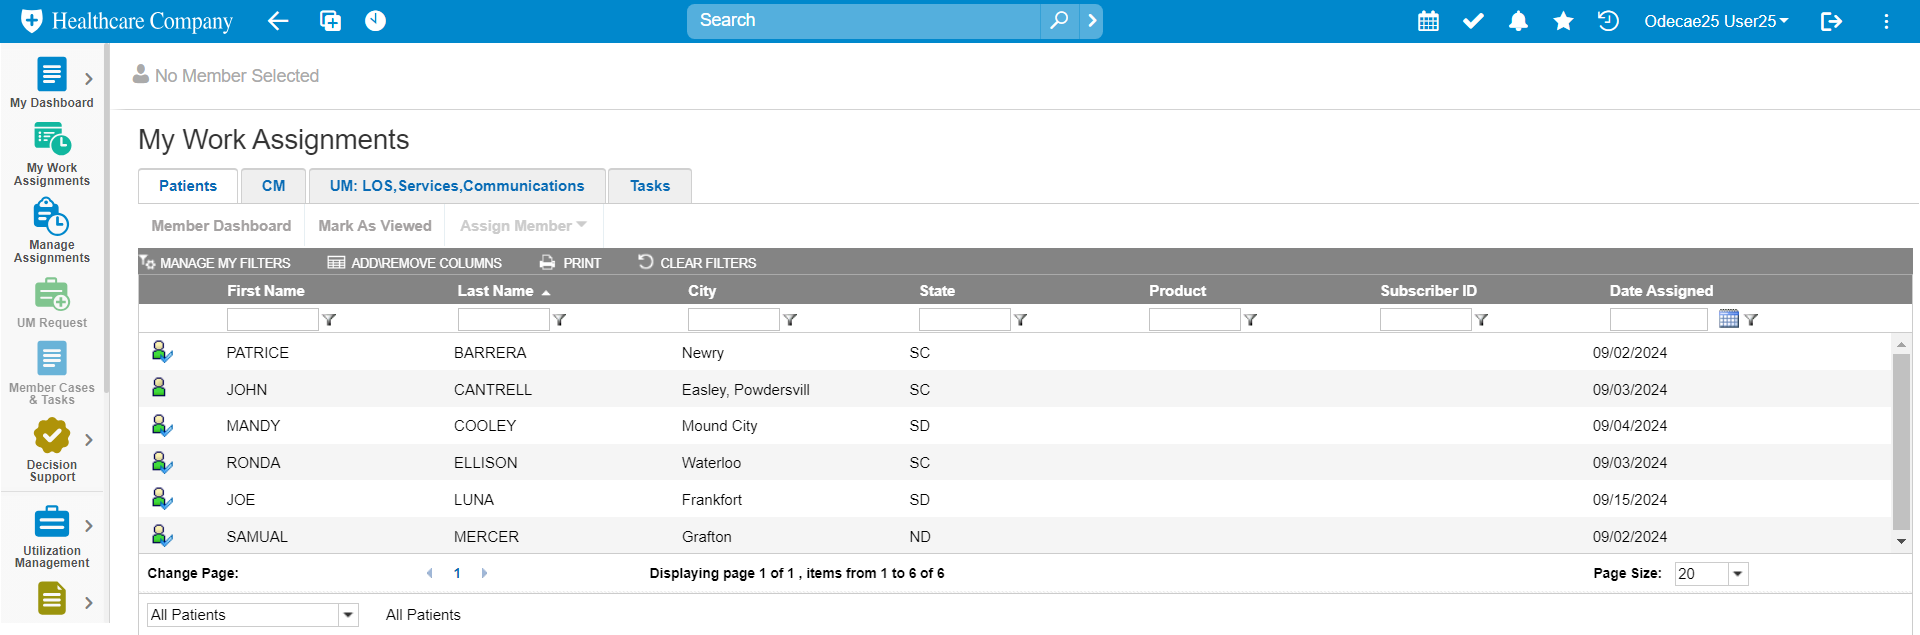 Healthcare Company Search Odecae25 User25
My Dashboard
My Work
Assignments
Manage
Assignments
UM Request
Member Cases
& Tasks
Decision
Support
Utilization
Management
No Member Selected
My Work Assignments
Patients CM UM: LOS,Services,Communications Tasks
Member Dashboard Mark As Viewed Assign Member
MANAGE MY FILTERS ADD\REMOVE COLUMNS PRINT CLEAR FILTERS
First Name Last Name City State Product Subscriber ID Date Assigned
PATRICE BARRERA Newry SC 09/02/2024
JOHN CANTRELL Easley, Powdersvill SC 09/03/2024
MANDY COOLEY Mound City SD 09/04/2024
RONDA ELLISON Waterloo SC 09/03/2024
JOE LUNA Frankfort SD 09/15/2024
SAMUAL MERCER Grafton ND 09/02/2024
Change Page: 1 Displaying page 1 of 1 , items from 1 to 6 of 6 Page Size: 20
All Patients All Patients